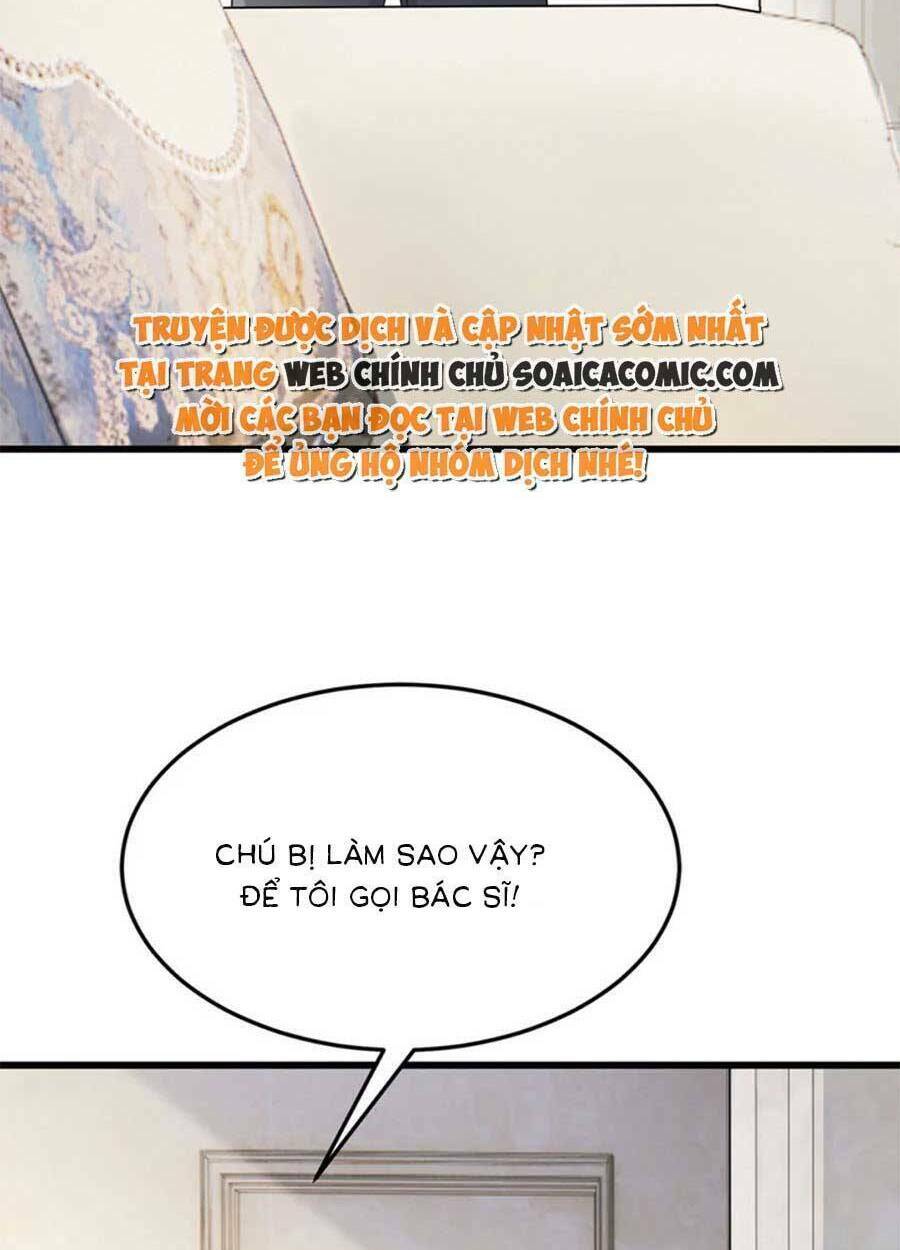 TRUYỆN ĐƯỢC DỊCH VÀ CẬP NHẬT SỚM NHẤT
TẠI TRANG WEB CHÍNH CHỦ SOAICACOMIC.COM
MỜI CÁC BẠN ĐỌC TẠI WEB CHÍNH CHỦ
ĐỂ ỦNG HỘ NHÓM DỊCH NHÉ!
CHÚ BỊ LÀM SAO VẬY?
ĐỂ TÔI GỌI BÁC SĨ!